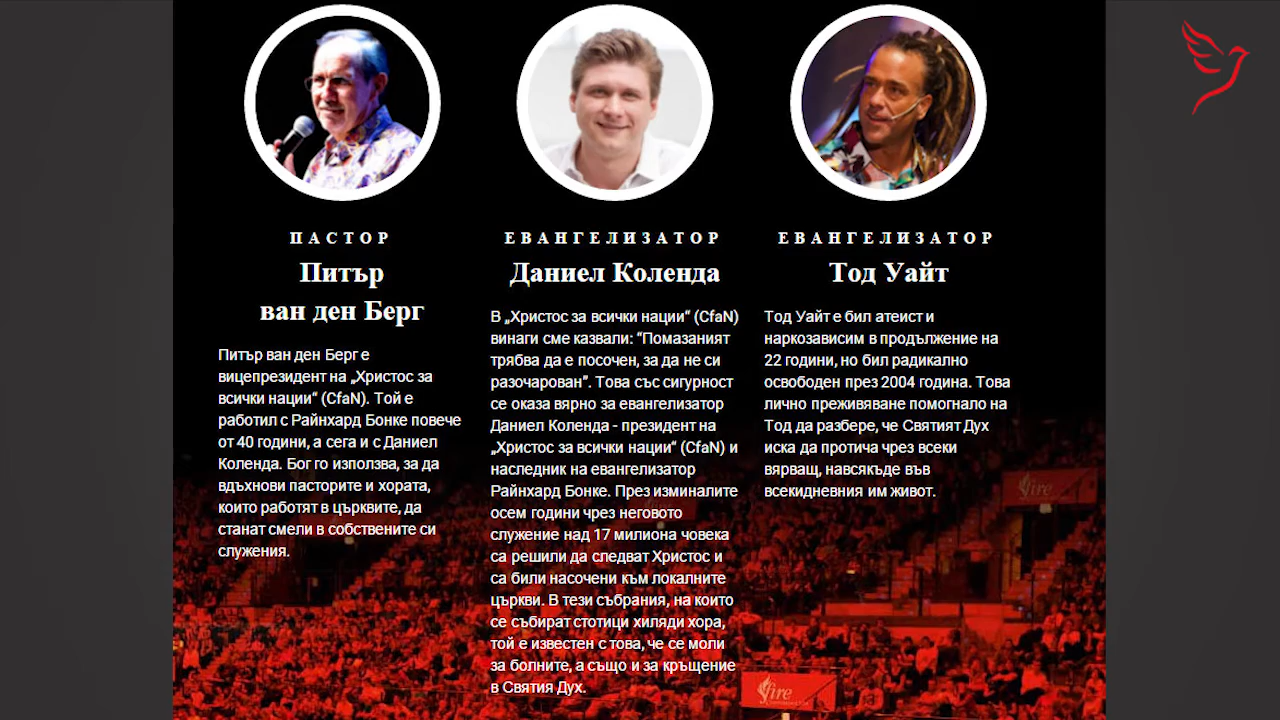 ПАСТОР
Питър
ван ден Берг
Питър ван ден Берг е
вицепрезидент на „Христос за
всички нации“ (CfaN). Той е
работил с Райнхард Бонке повече
от 40 години, а сега и с Даниел
Коленда. Бог го използва, за да
вдъхнови пасторите и хората,
които работят в църквите, да
станат смели в собствените си
служения.
ЕВАНГЕЛИЗАТОР
Даниел Коленда
В „Христос за всички нации“ (CfaN)
винаги сме казвали: “Помазаният
трябва да е посочен, за да не си
разочарован”. Това със сигурност
се оказа вярно за евангелизатор
Даниел Коленда - президент на
„Христос за всички нации“ (CfaN) и
наследник на евангелизатор
Райнхард Бонке. През изминалите
осем години чрез неговото
служение над 17 милиона човека
са решили да следват Христос и
са били насочени към локалните
църкви. В тези събрания, на които
се събират стотици хиляди хора,
той е известен с това, че се моли
за болните, а също и за кръщение
в Святия Дух.
ЕВАНГЕЛИЗАТОР
Тод Уайт
Тод Уайт е бил атеист и
наркозависим в продължение на
22 години, но бил радикално
освободен през 2004 година. Това
лично преживяване помогнало на
Тод да разбере, че Святият Дух
иска да протича чрез всеки
вярващ, навсякъде във
всекидневния им живот.
fire
fire